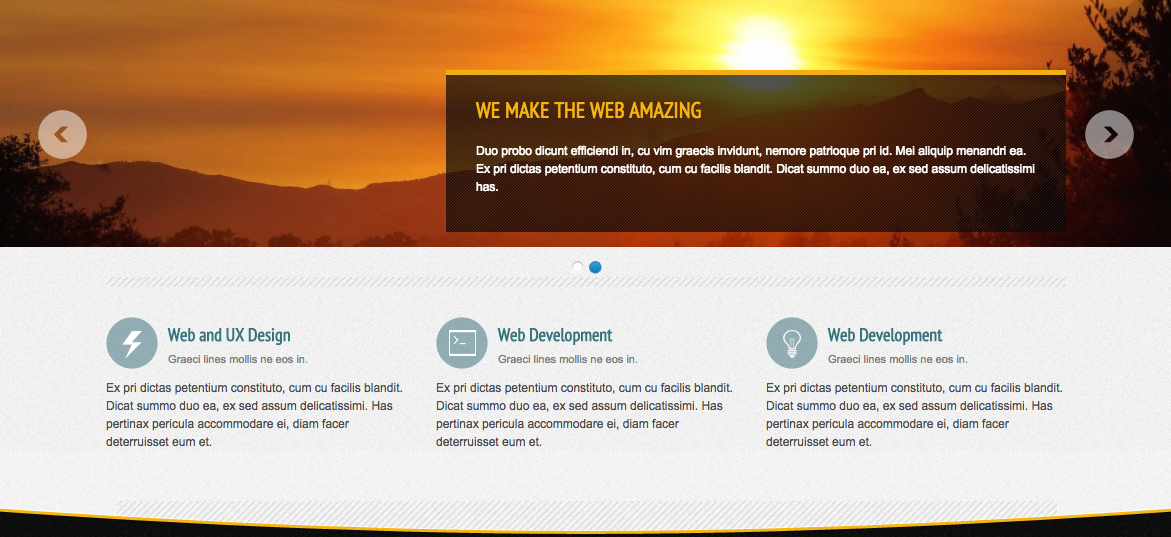 WE MAKE THE WEB AMAZING
Duo probo dicunt efficiendi in, cu vim graecis invidunt, nemore patrioque pri id. Mei aliquip menandri ea.
Ex pri dictas petentium constituto, cum cu facilis blandit. Dicat summo duo ea, ex sed assum delicatissimi
has.
Web and UX Design
Graeci lines mollis ne eos in.
Ex pri dictas petentium constituto, cum cu facilis blandit.
Dicat summo duo ea, ex sed assum delicatissimi. Has
pertinax pericula accommodare ei, diam facer
deterruisset eum et.
Web Development
Graeci lines mollis ne eos in.
Ex pri dictas petentium constituto, cum cu facilis blandit.
Dicat summo duo ea, ex sed assum delicatissimi. Has
pertinax pericula accommodare ei, diam facer
deterruisset eum et.
Web Development
Graeci lines mollis ne eos in.
Ex pri dictas petentium constituto, cum cu facilis blandit.
Dicat summo duo ea, ex sed assum delicatissimi. Has
pertinax pericula accommodare ei, diam facer
deterruisset eum et.